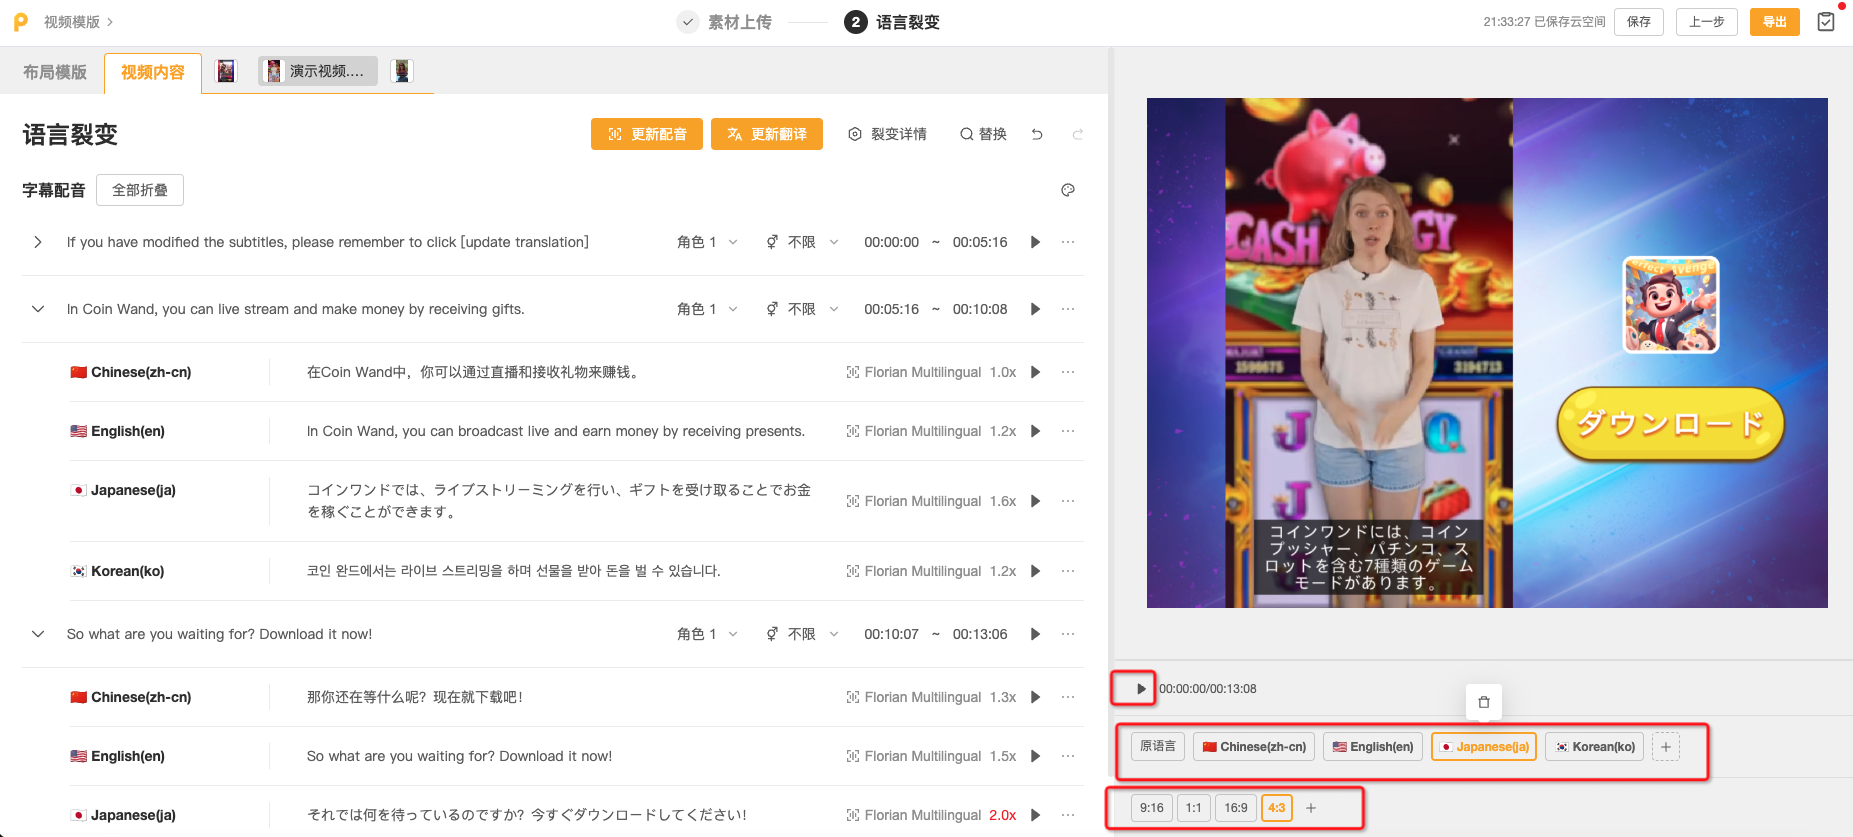 视频模版
素材上传
2 语言裂变
21:33:27 已保存云空间
保存
上一步
导出
布局模版
视频内容
演示视频....
语言裂变
更新配音
更新翻译
裂变详情
替换
字幕配音
全部折叠
If you have modified the subtitles, please remember to click [update translation]
角色 1
不限
00:00:00 ~ 00:05:16
In Coin Wand, you can live stream and make money by receiving gifts.
角色 1
不限
00:05:16 ~ 00:10:08
Chinese(zh-cn)
在Coin Wand中，你可以通过直播和接收礼物来赚钱。
Florian Multilingual 1.0x
English(en)
In Coin Wand, you can broadcast live and earn money by receiving presents.
Florian Multilingual 1.2x
Japanese(ja)
コインワンドでは、ライブストリーミングを行い、ギフトを受け取ることでお金
を稼ぐことができます。
Florian Multilingual 1.6x
Korean(ko)
코인 완드에서는 라이브 스트리밍을 하며 선물을 받아 돈을 벌 수 있습니다.
Florian Multilingual 1.2x
So what are you waiting for? Download it now!
角色 1
不限
00:10:07 ~ 00:13:06
Chinese(zh-cn)
那你还在等什么呢？现在就下载吧！
Florian Multilingual 1.3x
English(en)
So what are you waiting for? Download it now!
Florian Multilingual 1.5x
Japanese(ja)
それでは何を待っているのですか？今すぐダウンロードしてください！
Florian Multilingual 2.0x
CASH
GY
1599675
3194713
J
Q
J
ダウンロード
コインワンドには、コイン
プッシャー、パチンコ、ス
ロットを含む7種類のゲーム
モードがあります。
00:00:00/00:13:08
原语言
Chinese(zh-cn)
English(en)
Japanese(ja)
Korean(ko)
+
9:16
1:1
16:9
4:3
+